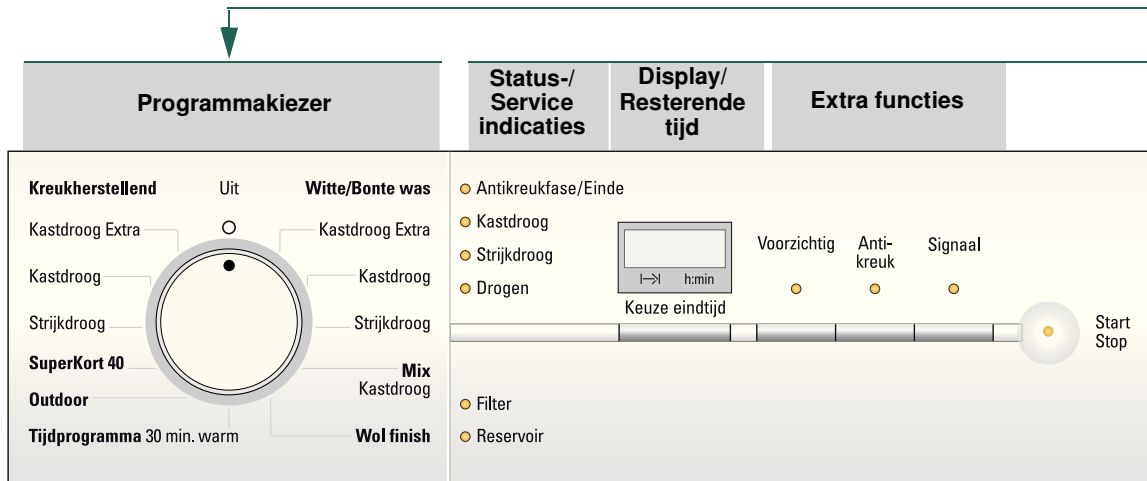 Programmakiezer
Status-/
Service
indicaties
Display/
Resterende
tijd
Extra functies
Kreukherstellend
Uit
Witte/Bonte was
Kastdroog Extra
Kastdroog Extra
Kastdroog
Kastdroog
Strijkdroog
Strijkdroog
SuperKort 40
Mix
Kastdroog
Outdoor
Tijdprogramma 30 min. warm
Wol finish
Antikreukfase/Einde
Kastdroog
Strijkdroog
Drogen
h:min
Keuze eindtijd
Voorzichtig
Anti-
kreuk
Signaal
Start
Stop
Filter
Reservoir